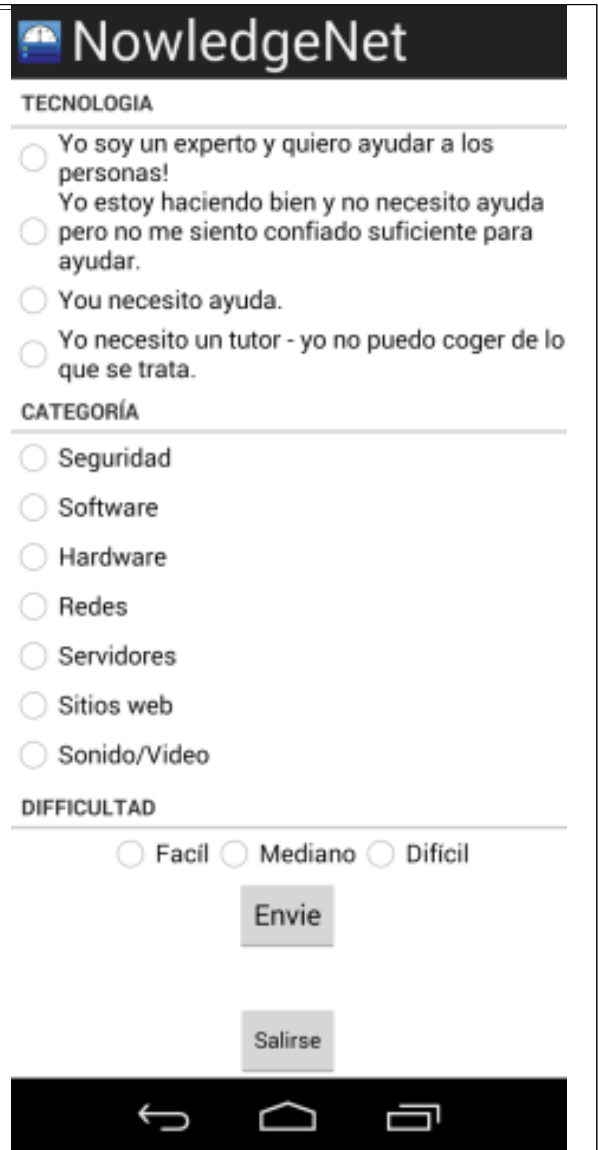 NowledgeNet
TECNOLOGIA
Yo soy un experto y quiero ayudar a los
personas!
Yo estoy haciendo bien y no necesito ayuda
pero no me siento confiado suficiente para
ayudar.
You necesito ayuda.
Yo necesito un tutor - yo no puedo coger de lo
que se trata.
CATEGORÍA
Seguridad
Software
Hardware
Redes
Servidores
Sitios web
Sonido/Video
DIFFICULTAD
Facíl Mediano Difícil
Envie
Salirse